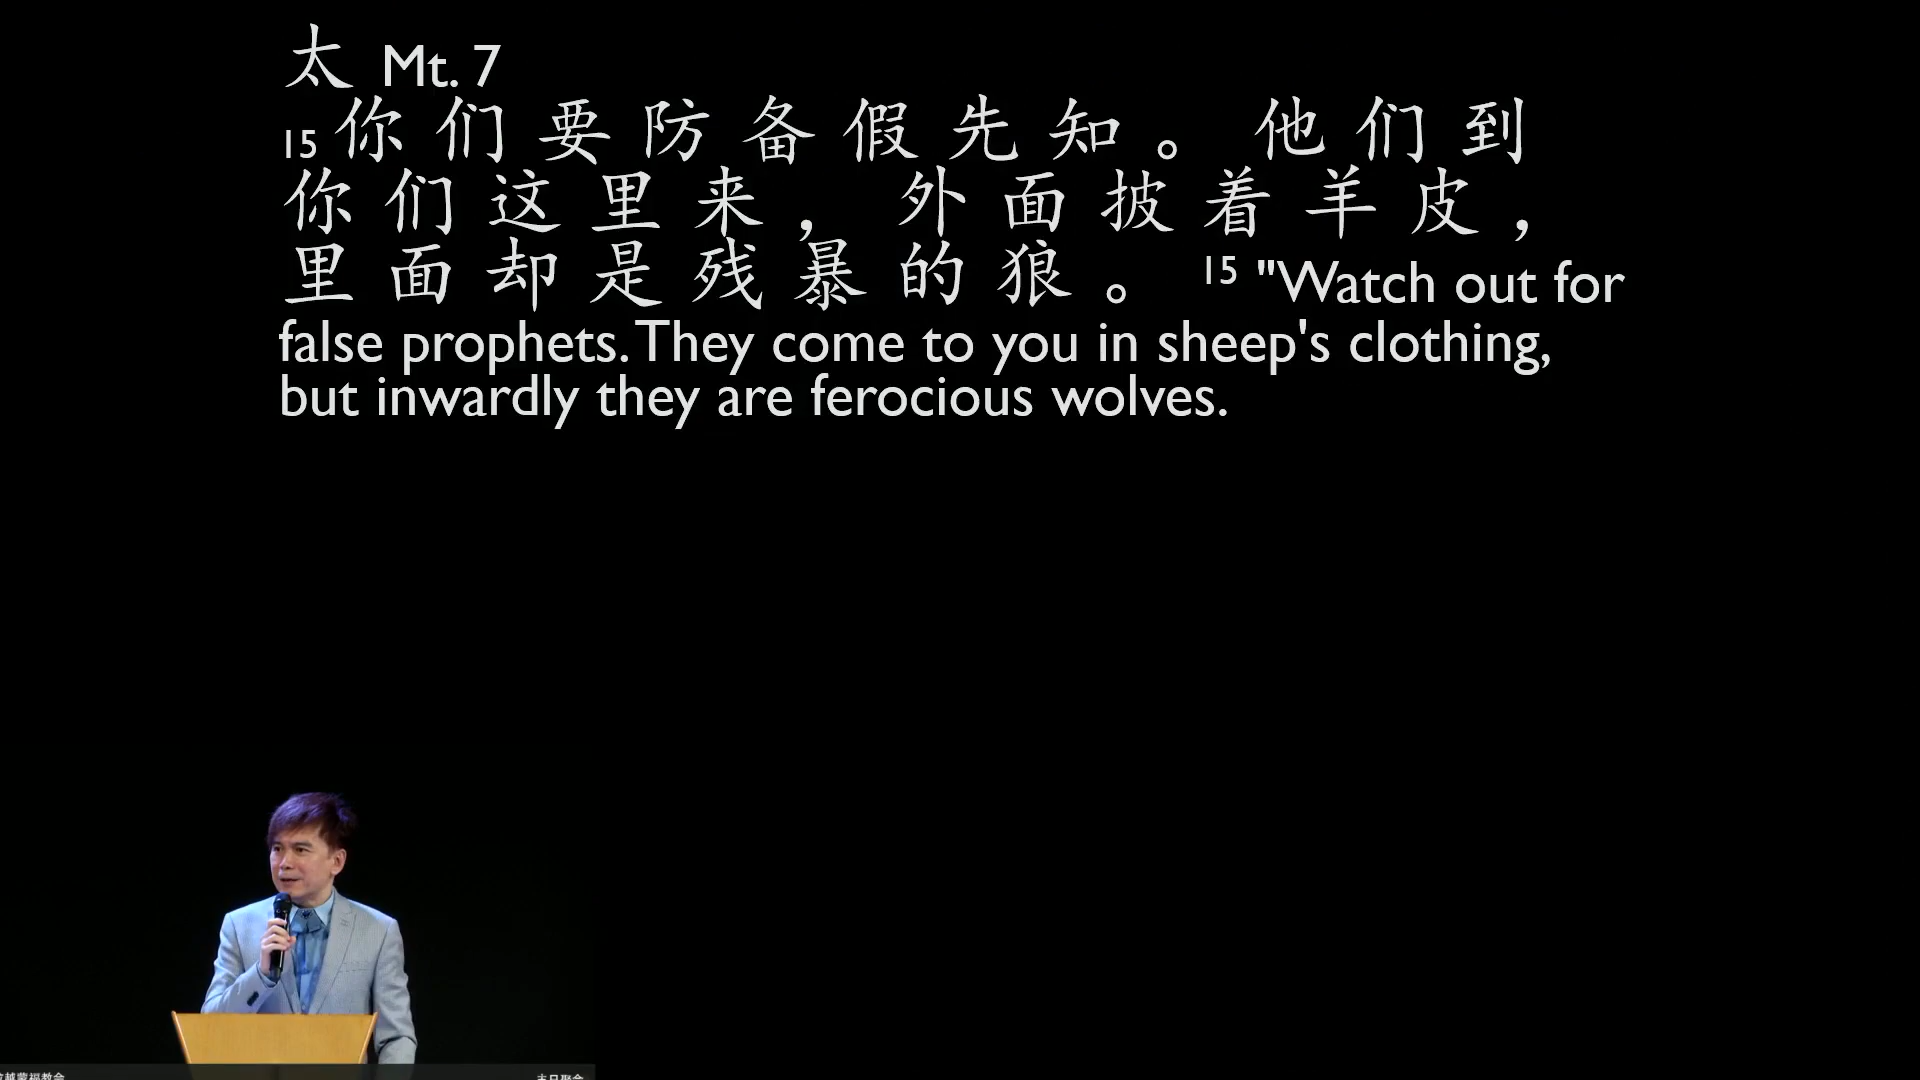 太 Mt. 7
15 你们要防备假先知。他们到
你们这里来，外面披着羊皮，
里面却是残暴的狼。 15 "Watch out for
false prophets. They come to you in sheep's clothing,
but inwardly they are ferocious wolves.